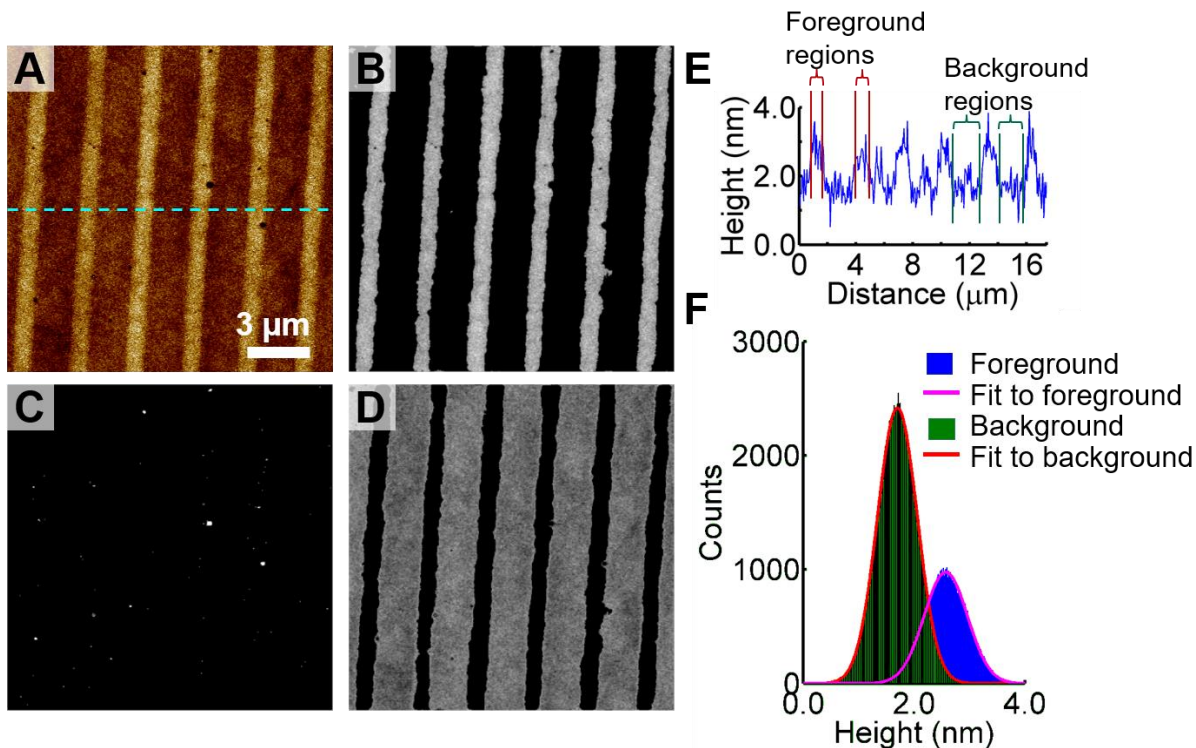 A
3 µm
B
C
D
E
Foreground
regions
Background
regions
4.0
2.0
0.0
Height (nm)
0 4 8 12 16
Distance (μm)
F
3000
2000
1000
0
Counts
Foreground
Fit to foreground
Background
Fit to background
0.0 2.0 4.0
Height (nm)